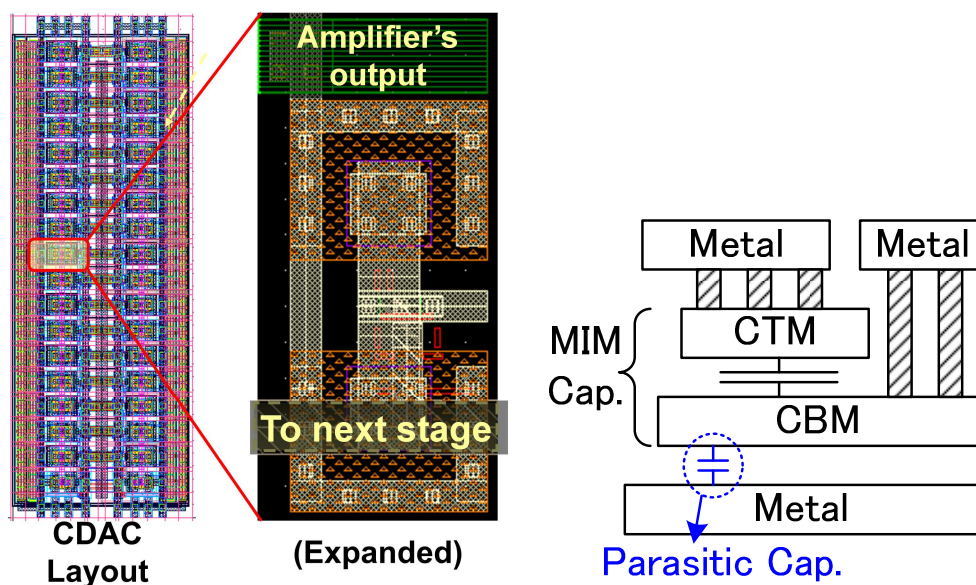 Amplifier's
output
To next stage
CDAC
Layout
(Expanded)
Metal
Metal
MIM
Cap.
CTM
CBM
Metal
Parasitic Cap.